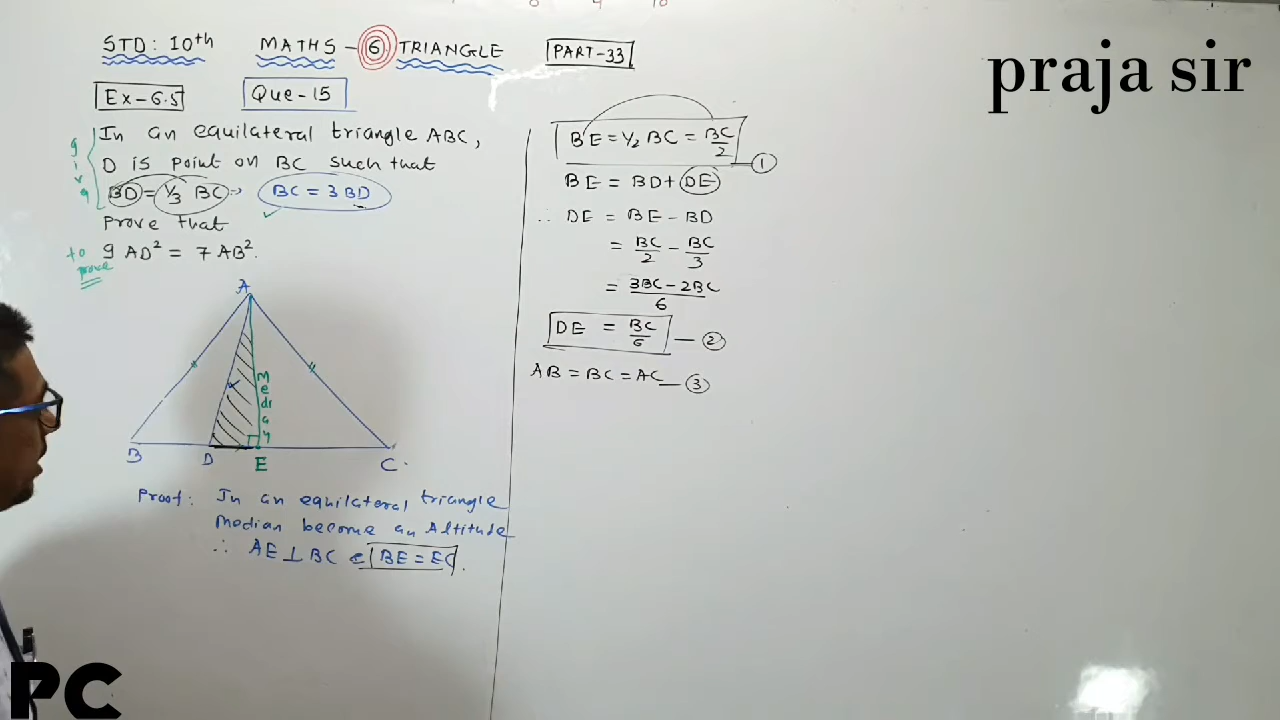 STD: 10th MATHS - 6 TRIANGLE PART-33
praja sir
Ex-6.5 Que-15
In an equilateral triangle ABC,
D is point on BC such that
BD = 1/3 BC BC = 3 BD
Prove that
to prove 9 AD² = 7 AB².
A
Median
B D E C
Proof: In an equilateral triangle
Median become an Altitude
∴ AE ⊥ BC & BE = EC.
BE = 1/2 BC = BC/2 — 1
BE = BD + DE
∴ DE = BE - BD
= BC/2 - BC/3
= 3BC - 2BC/6
DE = BC/6 — 2
AB = BC = AC — 3
PC